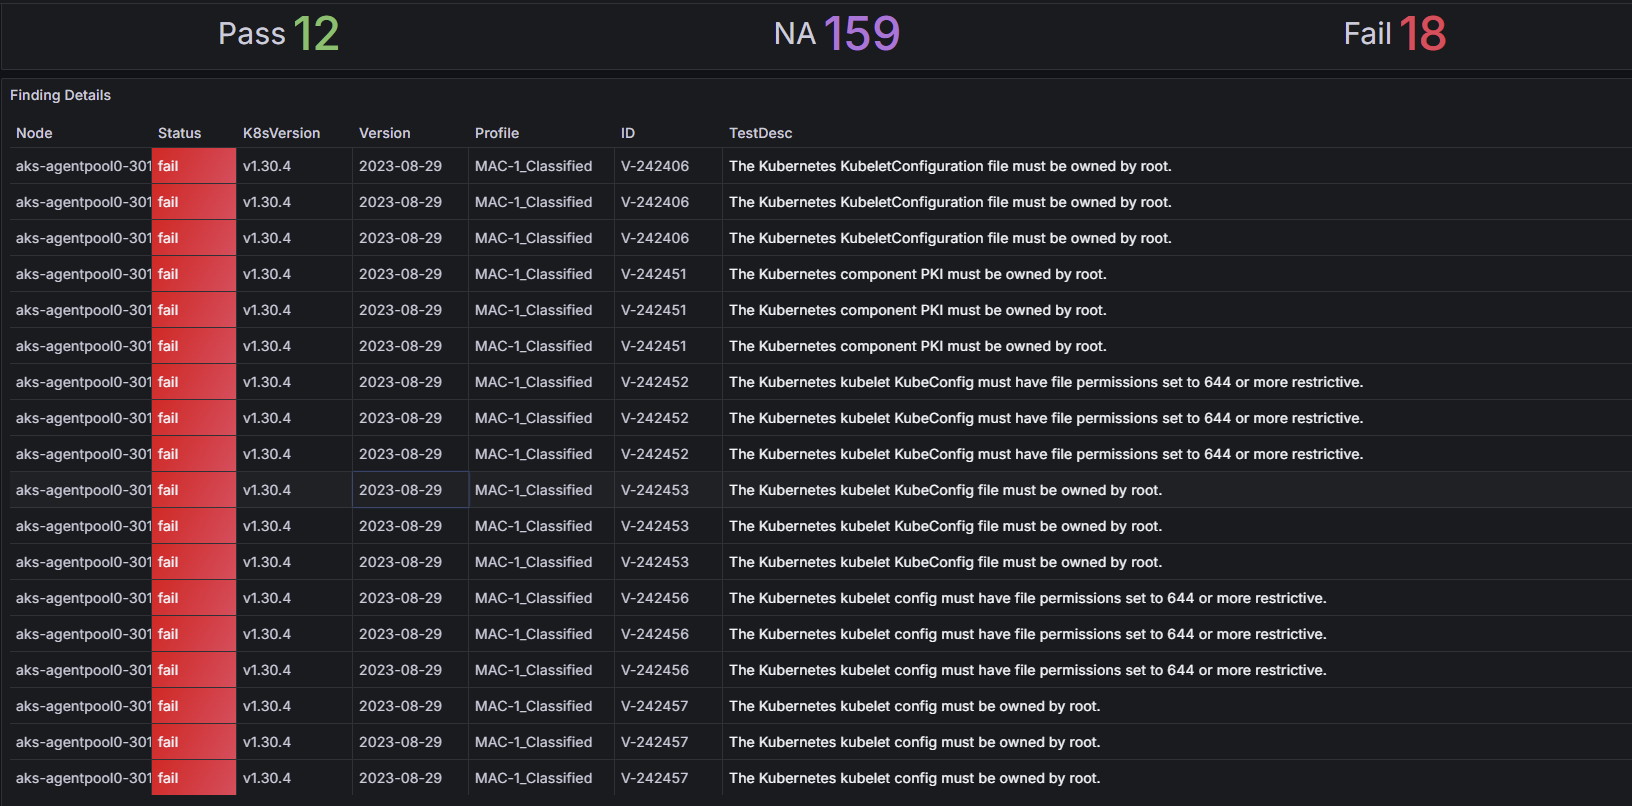 Pass 12 NA 159 Fail 18
Finding Details
Node Status K8sVersion Version Profile ID TestDesc
aks-agentpool0-301 fail v1.30.4 2023-08-29 MAC-1_Classified V-242406 The Kubernetes KubeletConfiguration file must be owned by root.
aks-agentpool0-301 fail v1.30.4 2023-08-29 MAC-1_Classified V-242406 The Kubernetes KubeletConfiguration file must be owned by root.
aks-agentpool0-301 fail v1.30.4 2023-08-29 MAC-1_Classified V-242406 The Kubernetes KubeletConfiguration file must be owned by root.
aks-agentpool0-301 fail v1.30.4 2023-08-29 MAC-1_Classified V-242451 The Kubernetes component PKI must be owned by root.
aks-agentpool0-301 fail v1.30.4 2023-08-29 MAC-1_Classified V-242451 The Kubernetes component PKI must be owned by root.
aks-agentpool0-301 fail v1.30.4 2023-08-29 MAC-1_Classified V-242451 The Kubernetes component PKI must be owned by root.
aks-agentpool0-301 fail v1.30.4 2023-08-29 MAC-1_Classified V-242452 The Kubernetes kubelet KubeConfig must have file permissions set to 644 or more restrictive.
aks-agentpool0-301 fail v1.30.4 2023-08-29 MAC-1_Classified V-242452 The Kubernetes kubelet KubeConfig must have file permissions set to 644 or more restrictive.
aks-agentpool0-301 fail v1.30.4 2023-08-29 MAC-1_Classified V-242452 The Kubernetes kubelet KubeConfig must have file permissions set to 644 or more restrictive.
aks-agentpool0-301 fail v1.30.4 2023-08-29 MAC-1_Classified V-242453 The Kubernetes kubelet KubeConfig file must be owned by root.
aks-agentpool0-301 fail v1.30.4 2023-08-29 MAC-1_Classified V-242453 The Kubernetes kubelet KubeConfig file must be owned by root.
aks-agentpool0-301 fail v1.30.4 2023-08-29 MAC-1_Classified V-242453 The Kubernetes kubelet KubeConfig file must be owned by root.
aks-agentpool0-301 fail v1.30.4 2023-08-29 MAC-1_Classified V-242456 The Kubernetes kubelet config must have file permissions set to 644 or more restrictive.
aks-agentpool0-301 fail v1.30.4 2023-08-29 MAC-1_Classified V-242456 The Kubernetes kubelet config must have file permissions set to 644 or more restrictive.
aks-agentpool0-301 fail v1.30.4 2023-08-29 MAC-1_Classified V-242456 The Kubernetes kubelet config must have file permissions set to 644 or more restrictive.
aks-agentpool0-301 fail v1.30.4 2023-08-29 MAC-1_Classified V-242457 The Kubernetes kubelet config must be owned by root.
aks-agentpool0-301 fail v1.30.4 2023-08-29 MAC-1_Classified V-242457 The Kubernetes kubelet config must be owned by root.
aks-agentpool0-301 fail v1.30.4 2023-08-29 MAC-1_Classified V-242457 The Kubernetes kubelet config must be owned by root.